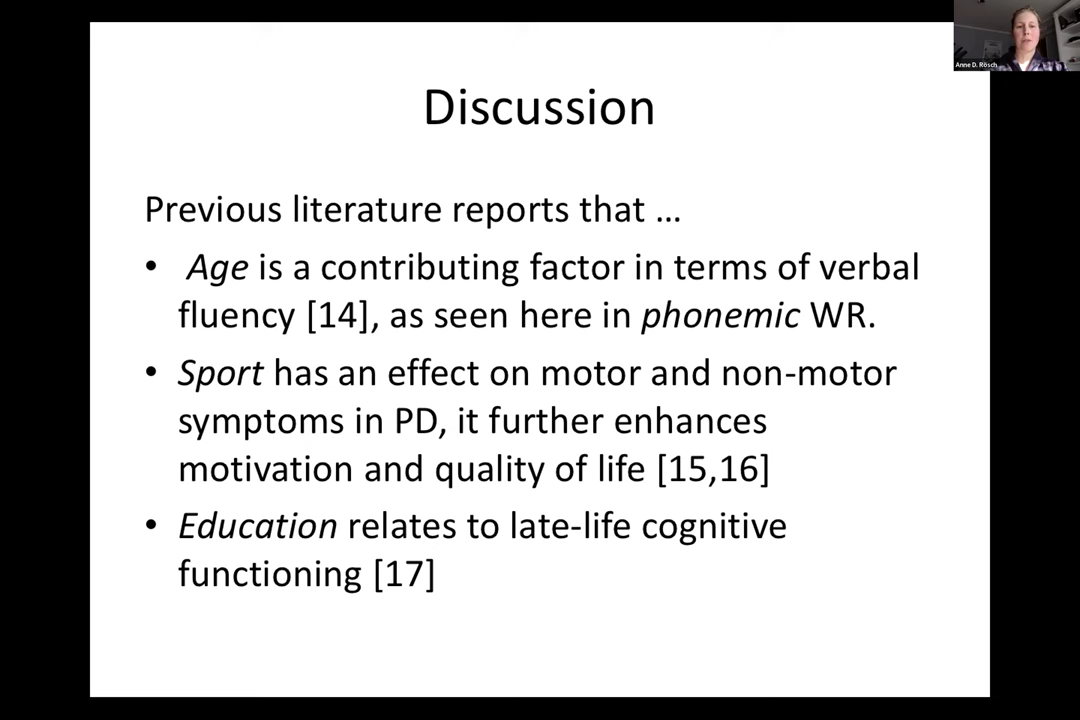 Anne D. Rösch
Discussion
Previous literature reports that …
• Age is a contributing factor in terms of verbal
fluency [14], as seen here in phonemic WR.
• Sport has an effect on motor and non-motor
symptoms in PD, it further enhances
motivation and quality of life [15,16]
• Education relates to late-life cognitive
functioning [17]